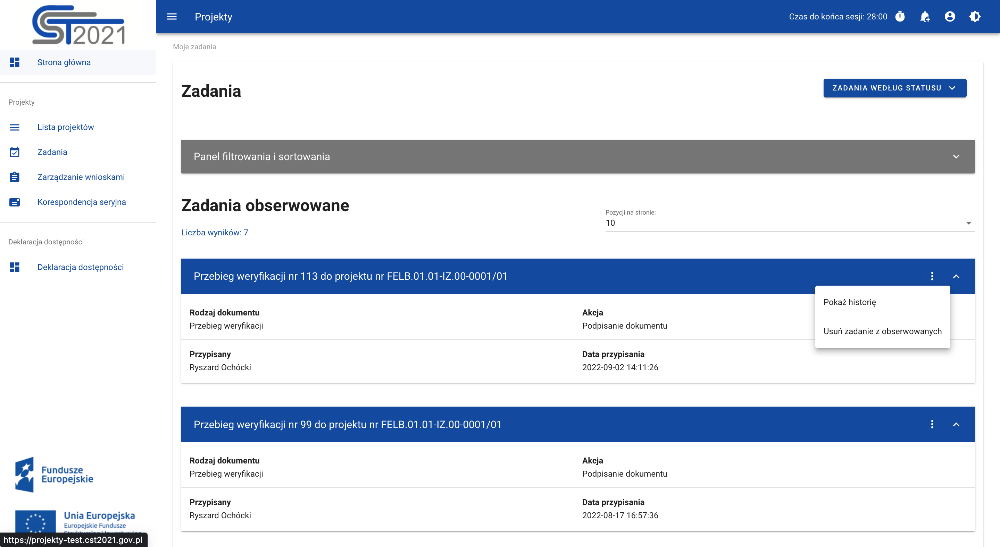 CST2021
Projekty
Czas do końca sesji: 28:00
Strona główna
Projekty
Lista projektów
Zadania
Zarządzanie wnioskami
Korespondencja seryjna
Deklaracja dostępności
Deklaracja dostępności
Fundusze
Europejskie
Unia Europejska
Europejskie Fundusze
https://projekty-test.cst2021.gov.pl
Moje zadania
Zadania
ZADANIA WEDŁUG STATUSU
Panel filtrowania i sortowania
Zadania obserwowane
Pozycji na stronie:
10
Liczba wyników: 7
Przebieg weryfikacji nr 113 do projektu nr FELB.01.01-IZ.00-0001/01
Pokaż historię
Usuń zadanie z obserwowanych
Rodzaj dokumentu
Przebieg weryfikacji
Akcja
Podpisanie dokumentu
Przypisany
Ryszard Ochócki
Data przypisania
2022-09-02 14:11:26
Przebieg weryfikacji nr 99 do projektu nr FELB.01.01-IZ.00-0001/01
Rodzaj dokumentu
Przebieg weryfikacji
Akcja
Podpisanie dokumentu
Przypisany
Ryszard Ochócki
Data przypisania
2022-08-17 16:57:36